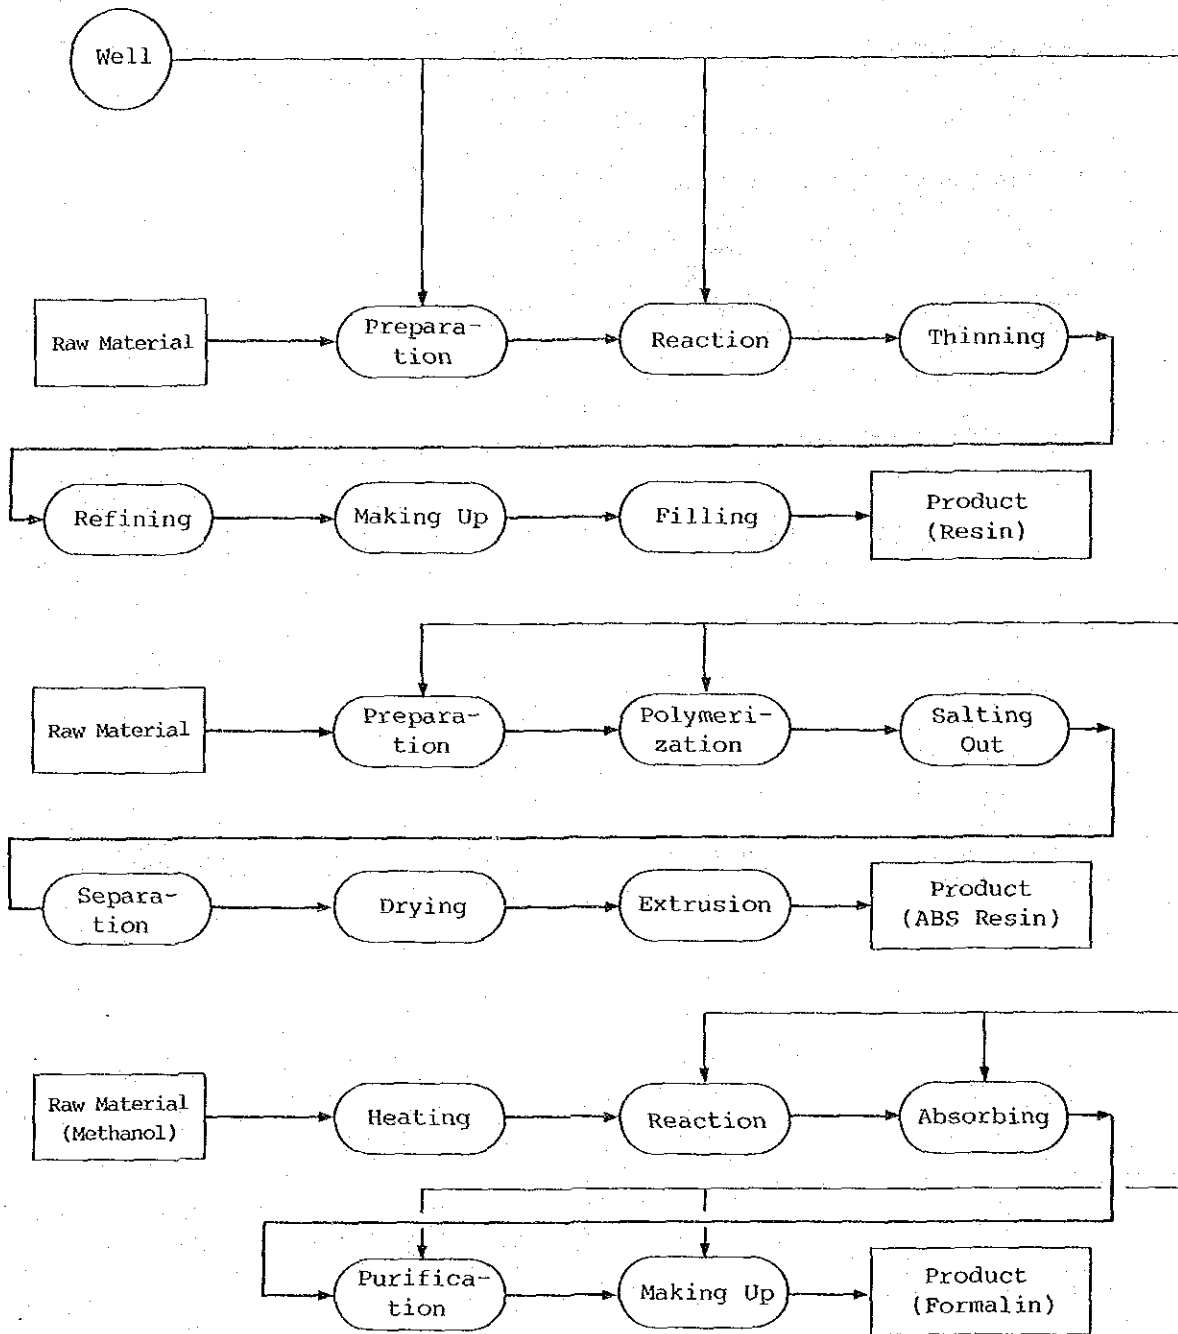 Well
Raw Material
Prepara-
tion
Reaction
Thinning
Refining
Making Up
Filling
Product
(Resin)
Raw Material
Prepara-
tion
Polymeri-
zation
Salting
Out
Separa-
tion
Drying
Extrusion
Product
(ABS Resin)
Raw Material
(Methanol)
Heating
Reaction
Absorbing
Purifica-
tion
Making Up
Product
(Formalin)